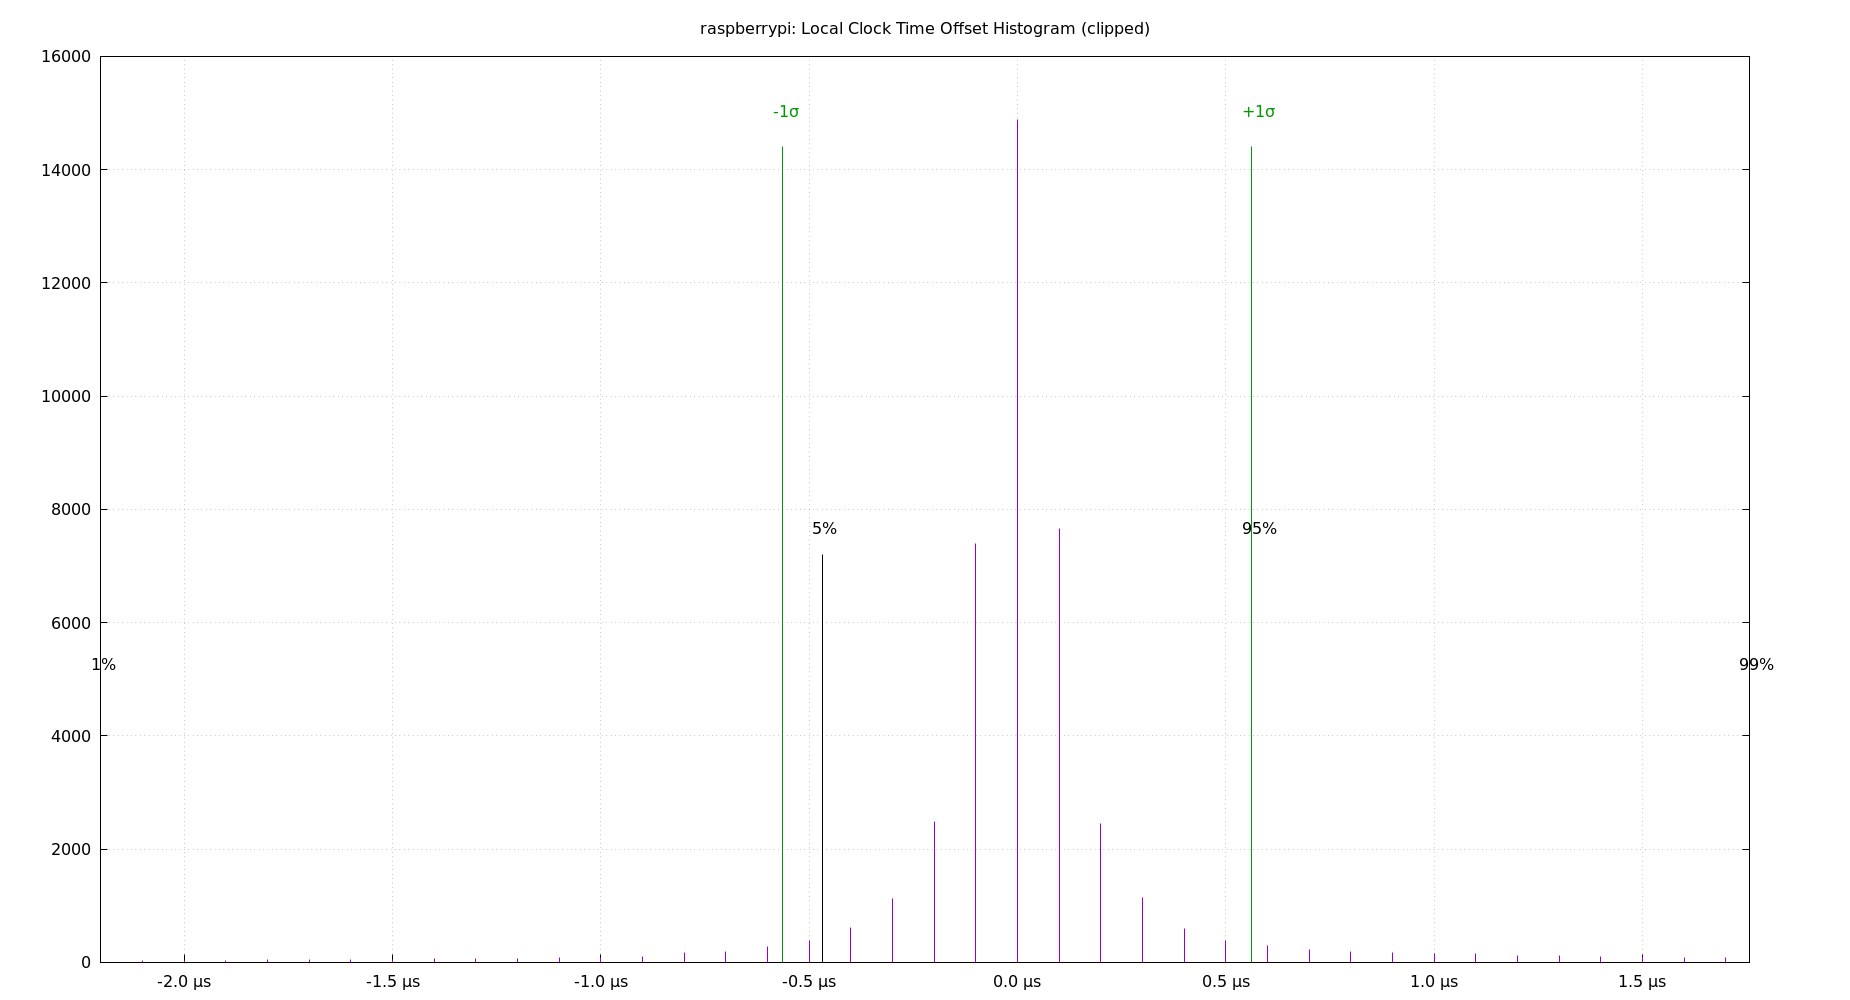 raspberrypi: Local Clock Time Offset Histogram (clipped)
16000
-1σ
+1σ
14000
12000
10000
8000
5%
95%
6000
1%
99%
4000
2000
0
-2.0 μs
-1.5 μs
-1.0 μs
-0.5 μs
0.0 μs
0.5 μs
1.0 μs
1.5 μs